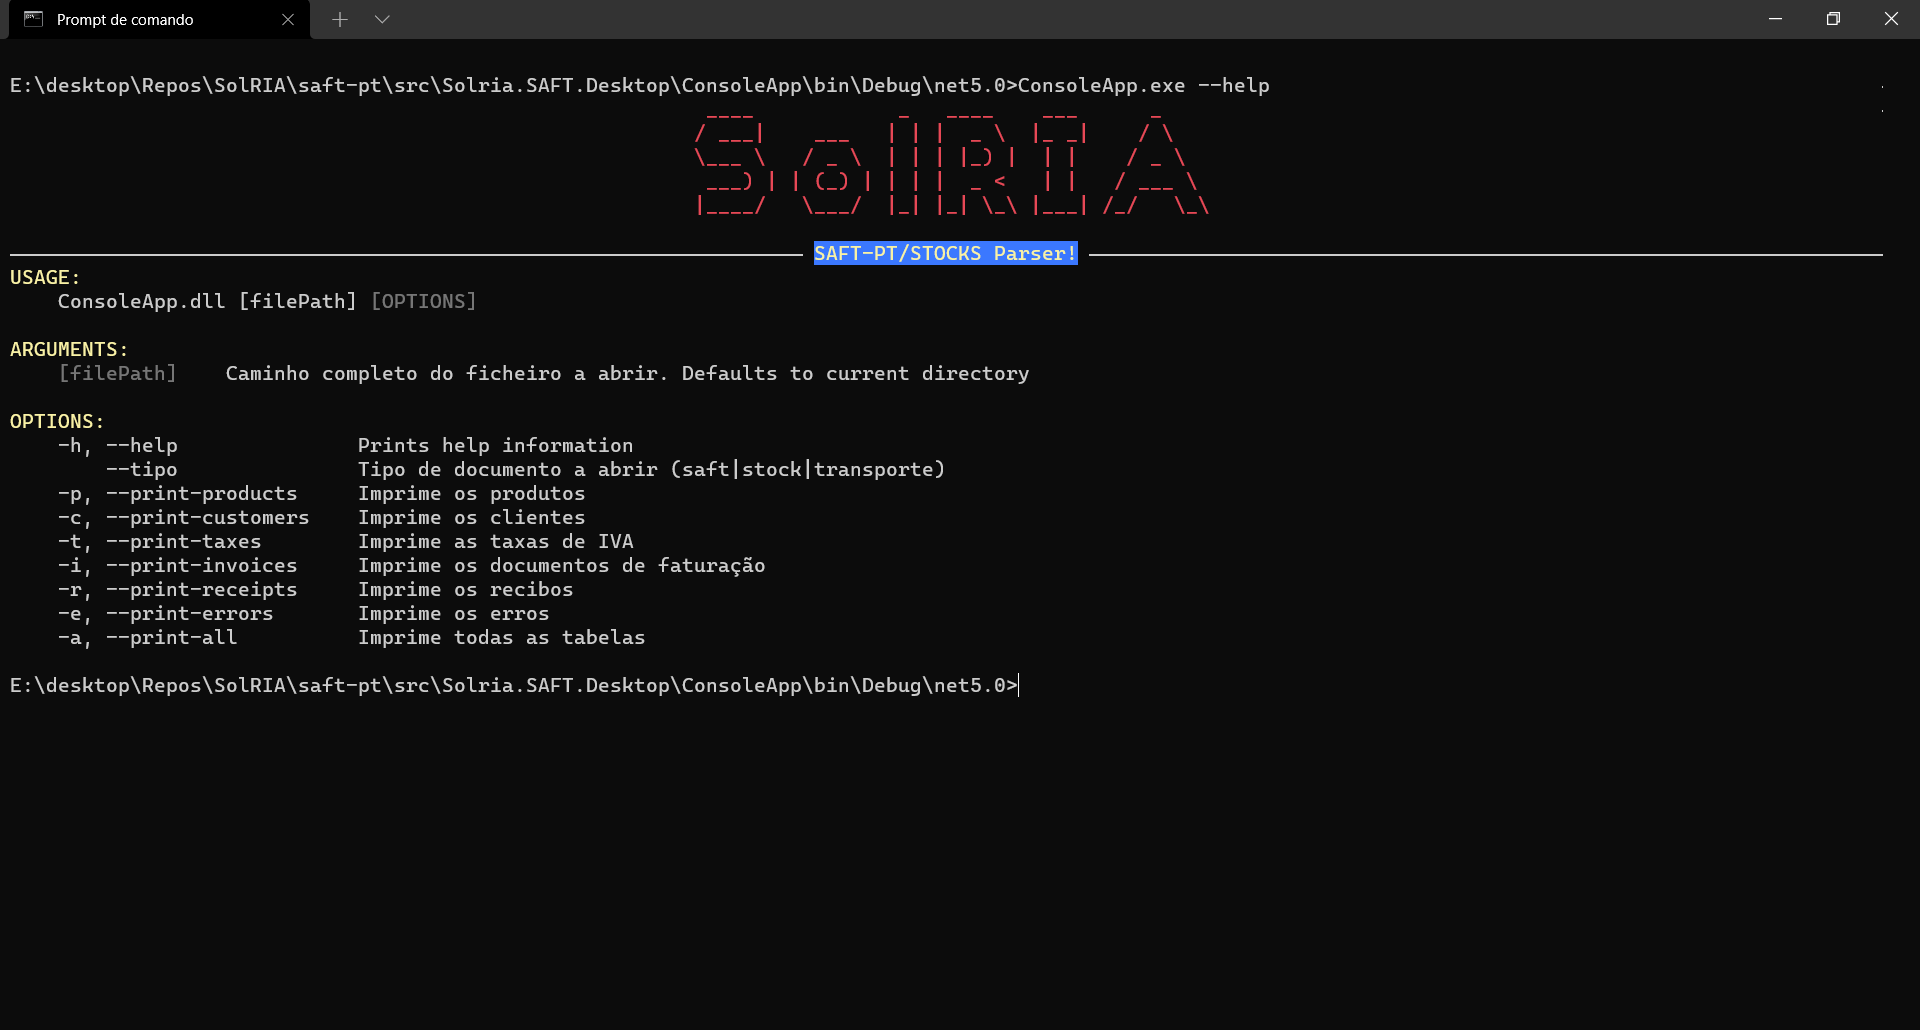 Prompt de comando
E:\desktop\Repos\SolRIA\saft-pt\src\Solria.SAFT.Desktop\ConsoleApp\bin\Debug\net5.0>ConsoleApp.exe --help
SolRIA
SAFT-PT/STOCKS Parser!
USAGE:
    ConsoleApp.dll [filePath] [OPTIONS]
ARGUMENTS:
    [filePath]    Caminho completo do ficheiro a abrir. Defaults to current directory
OPTIONS:
    -h, --help               Prints help information
        --tipo               Tipo de documento a abrir (saft|stock|transporte)
    -p, --print-products     Imprime os produtos
    -c, --print-customers    Imprime os clientes
    -t, --print-taxes        Imprime as taxas de IVA
    -i, --print-invoices     Imprime os documentos de faturação
    -r, --print-receipts     Imprime os recibos
    -e, --print-errors       Imprime os erros
    -a, --print-all          Imprime todas as tabelas
E:\desktop\Repos\SolRIA\saft-pt\src\Solria.SAFT.Desktop\ConsoleApp\bin\Debug\net5.0>